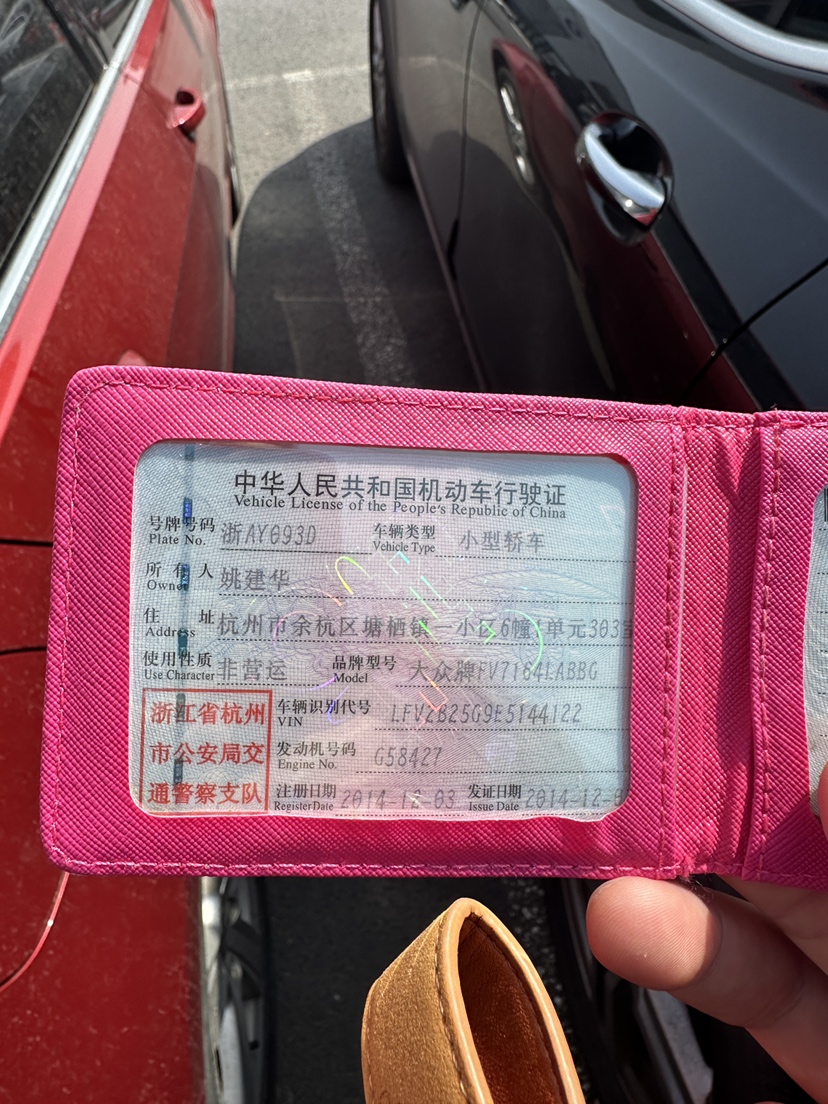 中华人民共和国机动车行驶证
Vehicle License of the People's Republic of China
号牌号码 浙AY693D 车辆类型 小型轿车
Plate No. Vehicle Type
所有人 姚建华
Owner
住址 杭州市余杭区塘栖镇一小区6幢1单元303室
Address
使用性质 非营运 品牌型号 大众牌FV7164LABBG
Use Character Model
浙江省杭州 车辆识别代号 LFV2B25G9E5144122
VIN
市公安局交 发动机号码 G58427
Engine No.
通警察支队 注册日期 2014-12-03 发证日期 2014-12-0
Register Date Issue Date